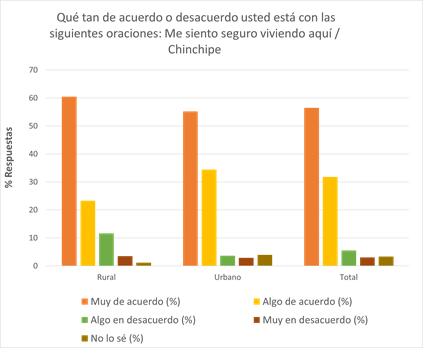 Qué tan de acuerdo o desacuerdo usted está con las
siguientes oraciones: Me siento seguro viviendo aquí /
Chinchipe
% Respuestas
70
60
50
40
30
20
10
0
Rural Urbano Total
Muy de acuerdo (%) Algo de acuerdo (%)
Algo en desacuerdo (%) Muy en desacuerdo (%)
No lo sé (%)